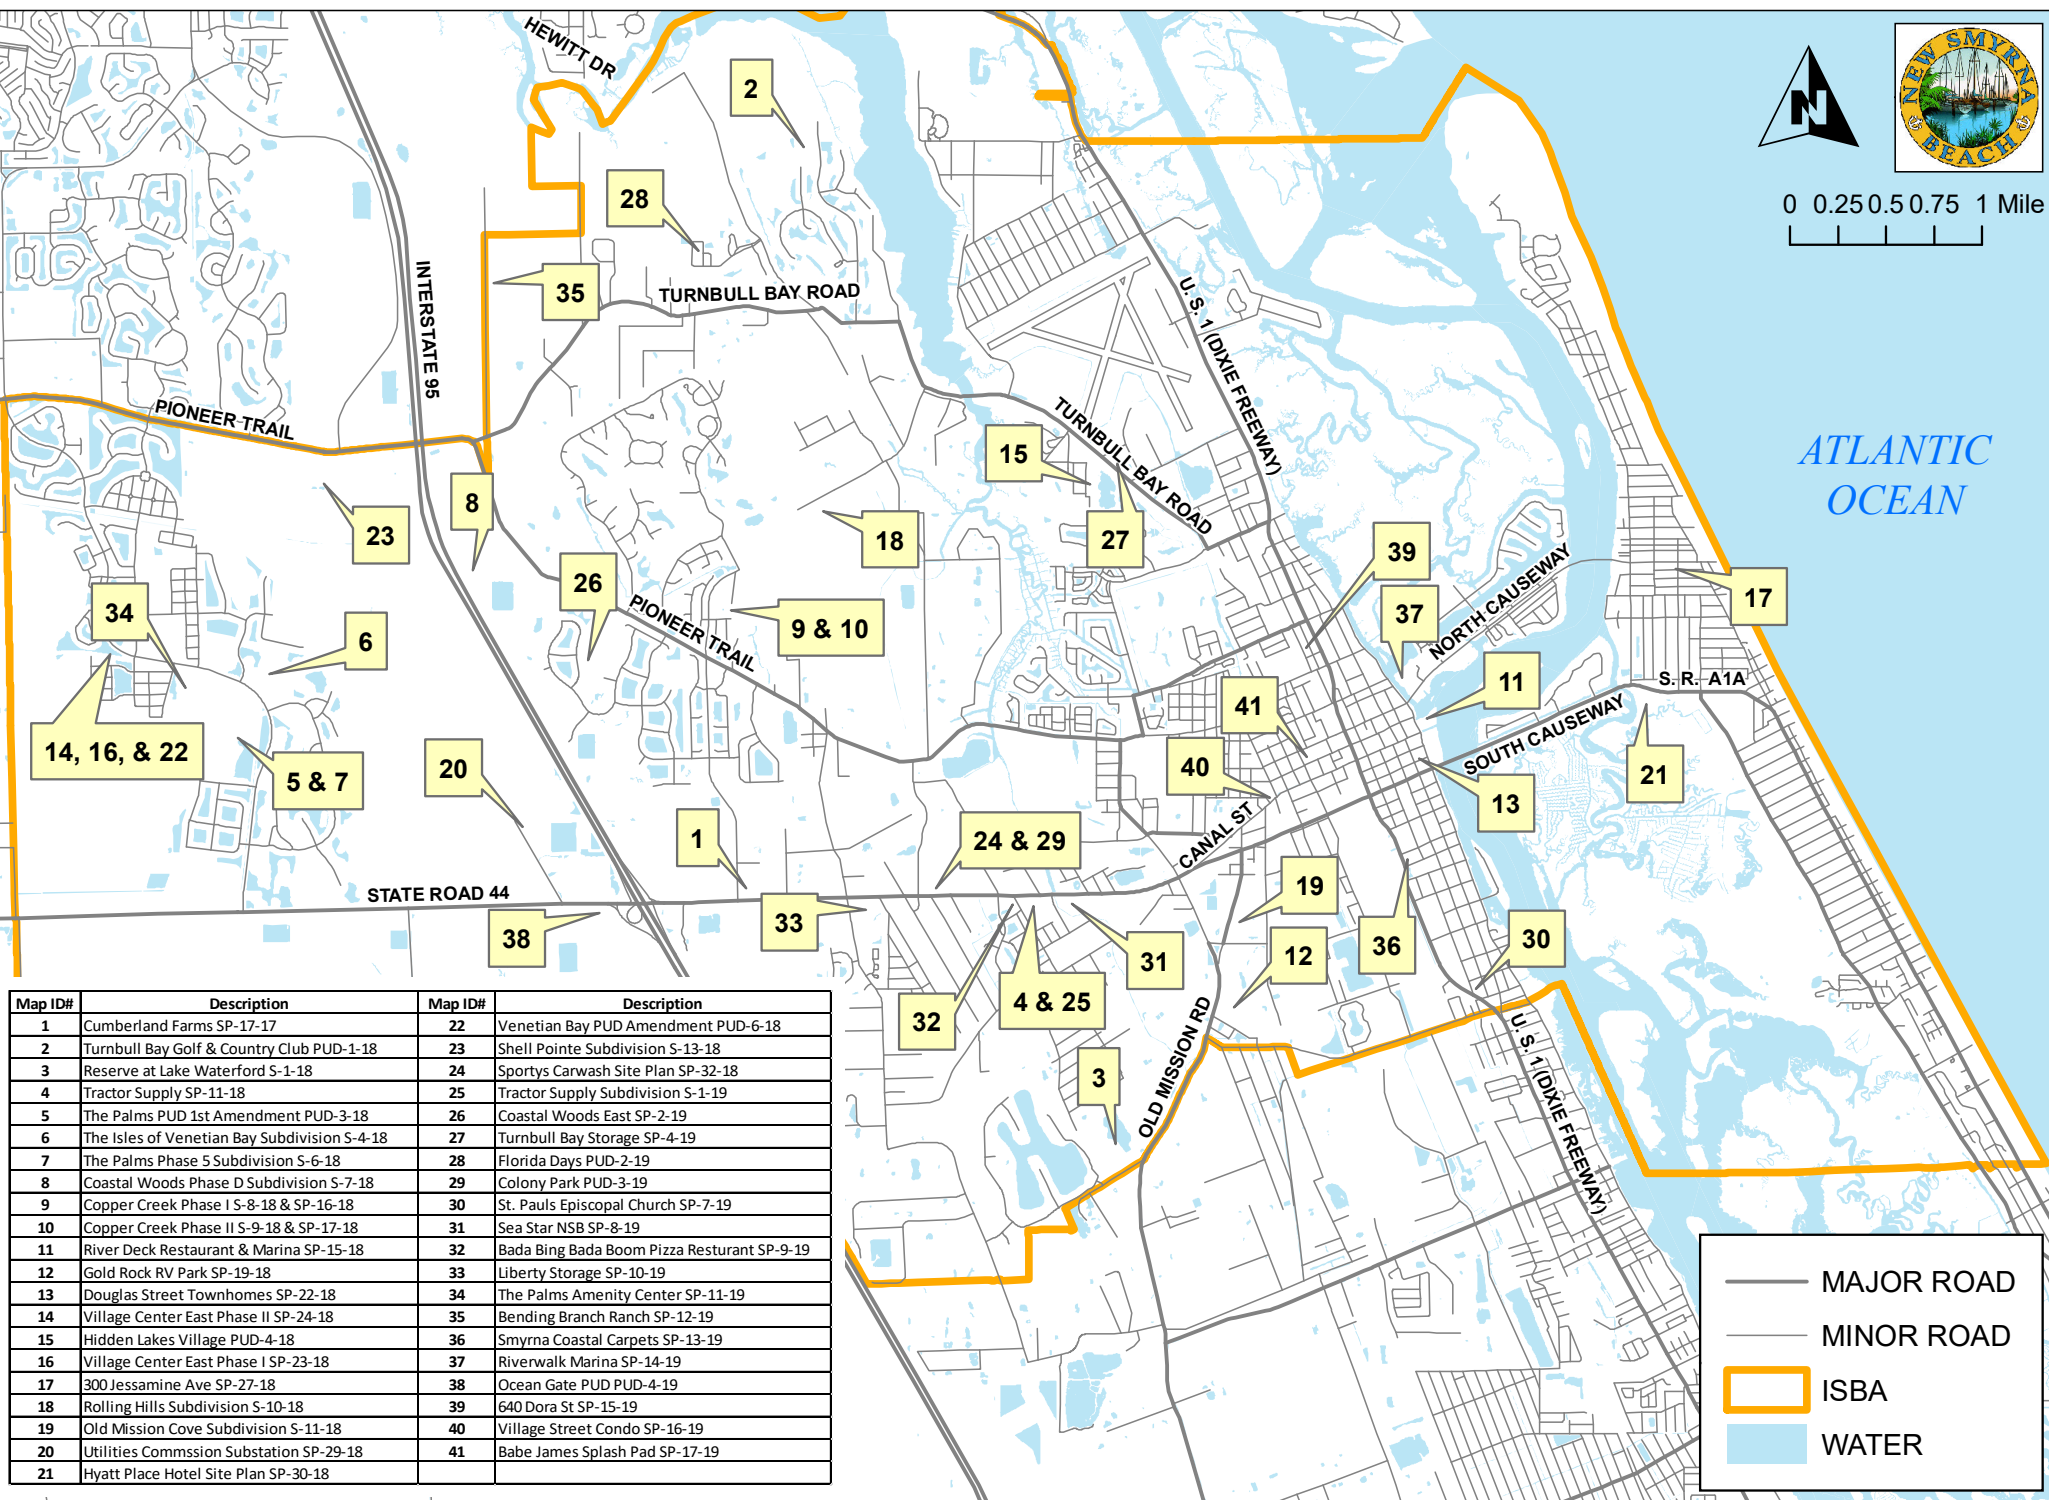 HEWITT DR
2
NEW SMYRNA
BEACH
N
0 0.25 0.5 0.75 1 Mile
28
35
INTERSTATE 95
TURNBULL BAY ROAD
U. S. 1 (DIXIE FREEWAY)
PIONEER TRAIL
TURNBULL BAY ROAD
15
ATLANTIC
OCEAN
8
23
18
27
39
26
34
PIONEER TRAIL
9 & 10
37
NORTH CAUSEWAY
17
6
11
S. R. A1A
14, 16, & 22
5 & 7
20
41
40
SOUTH CAUSEWAY
13
21
1
24 & 29
CANAL ST
STATE ROAD 44
38
33
19
31
12
36
30
32
4 & 25
OLD MISSION RD
3
U. S. 1 (DIXIE FREEWAY)
Map ID# Description Map ID# Description
1 Cumberland Farms SP-17-17 22 Venetian Bay PUD Amendment PUD-6-18
2 Turnbull Bay Golf & Country Club PUD-1-18 23 Shell Pointe Subdivision S-13-18
3 Reserve at Lake Waterford S-1-18 24 Sportys Carwash Site Plan SP-32-18
4 Tractor Supply SP-11-18 25 Tractor Supply Subdivision S-1-19
5 The Palms PUD 1st Amendment PUD-3-18 26 Coastal Woods East SP-2-19
6 The Isles of Venetian Bay Subdivision S-4-18 27 Turnbull Bay Storage SP-4-19
7 The Palms Phase 5 Subdivision S-6-18 28 Florida Days PUD-2-19
8 Coastal Woods Phase D Subdivision S-7-18 29 Colony Park PUD-3-19
9 Copper Creek Phase I S-8-18 & SP-16-18 30 St. Pauls Episcopal Church SP-7-19
10 Copper Creek Phase II S-9-18 & SP-17-18 31 Sea Star NSB SP-8-19
11 River Deck Restaurant & Marina SP-15-18 32 Bada Bing Bada Boom Pizza Resturant SP-9-19
12 Gold Rock RV Park SP-19-18 33 Liberty Storage SP-10-19
13 Douglas Street Townhomes SP-22-18 34 The Palms Amenity Center SP-11-19
14 Village Center East Phase II SP-24-18 35 Bending Branch Ranch SP-12-19
15 Hidden Lakes Village PUD-4-18 36 Smyrna Coastal Carpets SP-13-19
16 Village Center East Phase I SP-23-18 37 Riverwalk Marina SP-14-19
17 300 Jessamine Ave SP-27-18 38 Ocean Gate PUD PUD-4-19
18 Rolling Hills Subdivision S-10-18 39 640 Dora St SP-15-19
19 Old Mission Cove Subdivision S-11-18 40 Village Street Condo SP-16-19
20 Utilities Commssion Substation SP-29-18 41 Babe James Splash Pad SP-17-19
21 Hyatt Place Hotel Site Plan SP-30-18
MAJOR ROAD
MINOR ROAD
ISBA
WATER